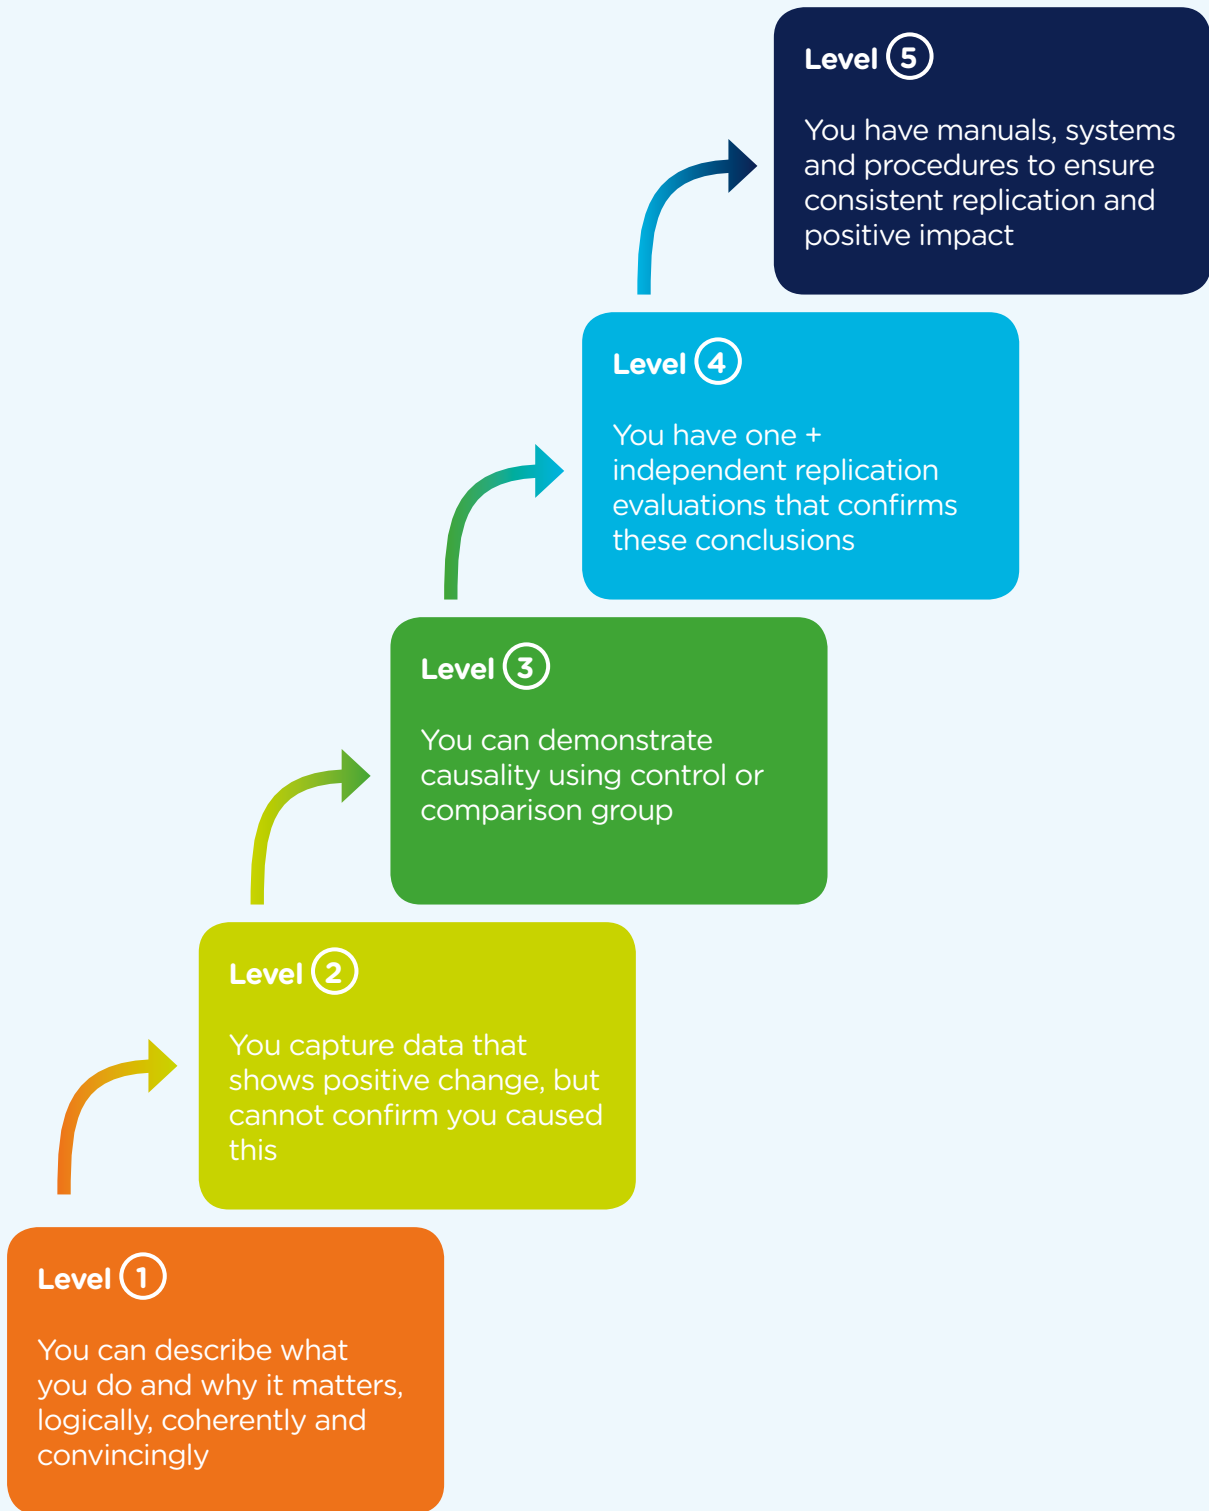 Level 5
You have manuals, systems
and procedures to ensure
consistent replication and
positive impact
Level 4
You have one +
independent replication
evaluations that confirms
these conclusions
Level 3
You can demonstrate
causality using control or
comparison group
Level 2
You capture data that
shows positive change, but
cannot confirm you caused
this
Level 1
You can describe what
you do and why it matters,
logically, coherently and
convincingly